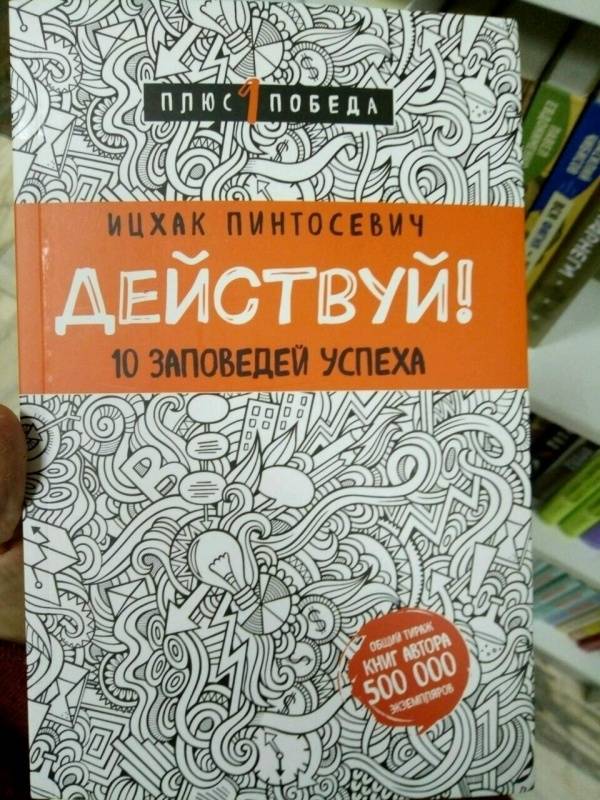 ПЛЮС 1 ПОБЕДА
ИЦХАК ПИНТОСЕВИЧ
ДЕЙСТВУЙ!
10 ЗАПОВЕДЕЙ УСПЕХА
ОБЩИЙ ТИРАЖ
КНИГ АВТОРА
500 000
ЭКЗЕМПЛЯРОВ